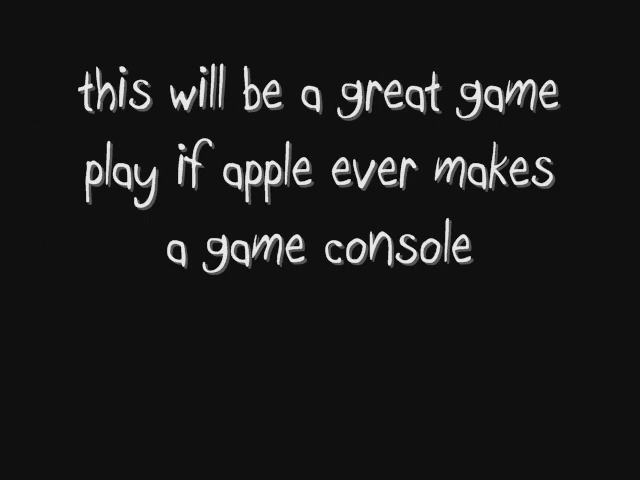 this will be a great game
play if apple ever makes
a game console